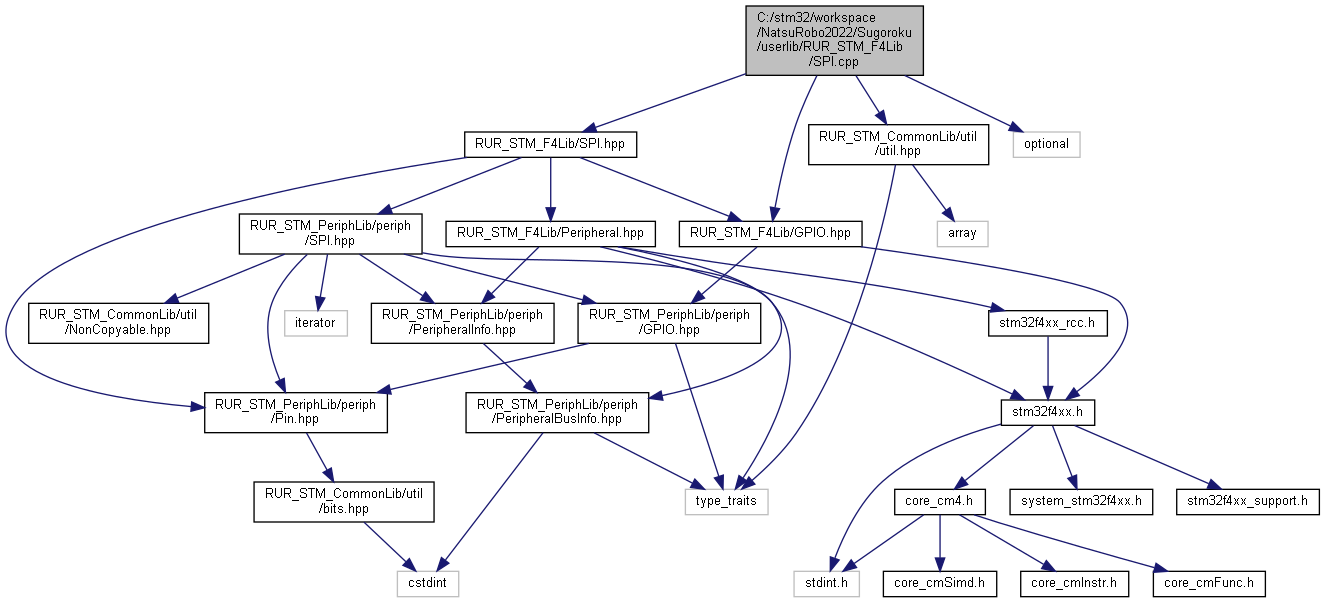 C:/stm32/workspace
/NatsuRobo2022/Sugoroku
/userlib/RUR_STM_F4Lib
/SPI.cpp
RUR_STM_F4Lib/SPI.hpp
RUR_STM_CommonLib/util
/util.hpp
optional
RUR_STM_PeriphLib/periph
/SPI.hpp
RUR_STM_F4Lib/Peripheral.hpp
RUR_STM_F4Lib/GPIO.hpp
array
RUR_STM_CommonLib/util
/NonCopyable.hpp
iterator
RUR_STM_PeriphLib/periph
/PeripheralInfo.hpp
RUR_STM_PeriphLib/periph
/GPIO.hpp
stm32f4xx_rcc.h
RUR_STM_PeriphLib/periph
/Pin.hpp
RUR_STM_PeriphLib/periph
/PeripheralBusInfo.hpp
stm32f4xx.h
RUR_STM_CommonLib/util
/bits.hpp
type_traits
core_cm4.h
system_stm32f4xx.h
stm32f4xx_support.h
cstdint
stdint.h
core_cmSimd.h
core_cmInstr.h
core_cmFunc.h